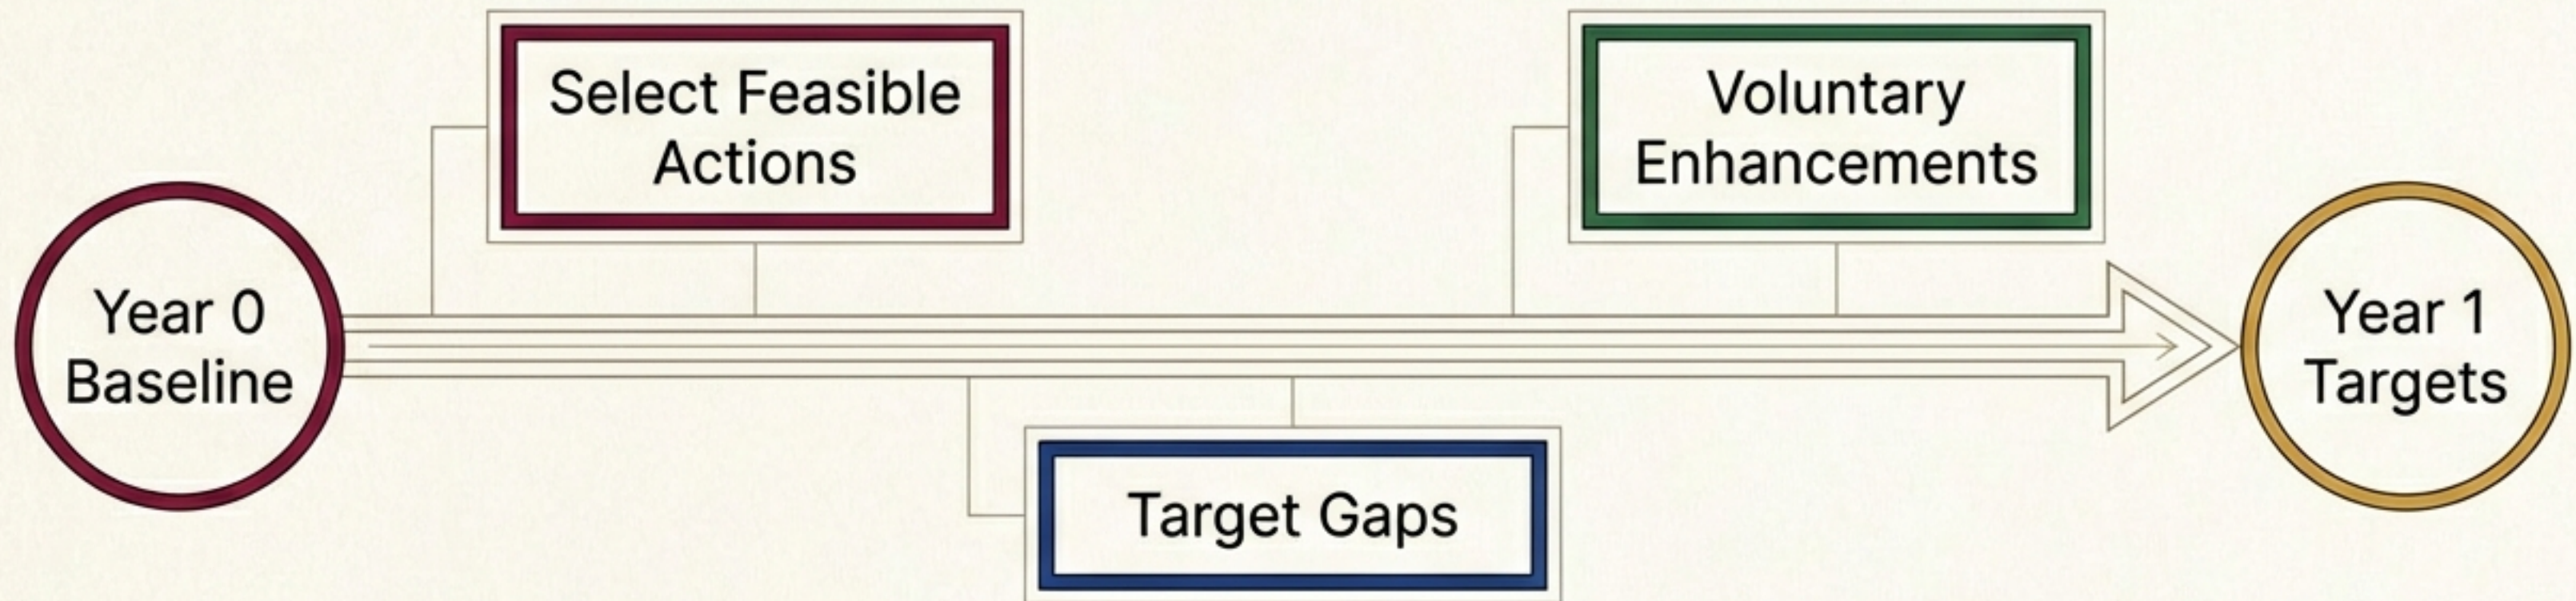 Year 0
Baseline
Select Feasible
Actions
Target Gaps
Voluntary
Enhancements
Year 1
Targets